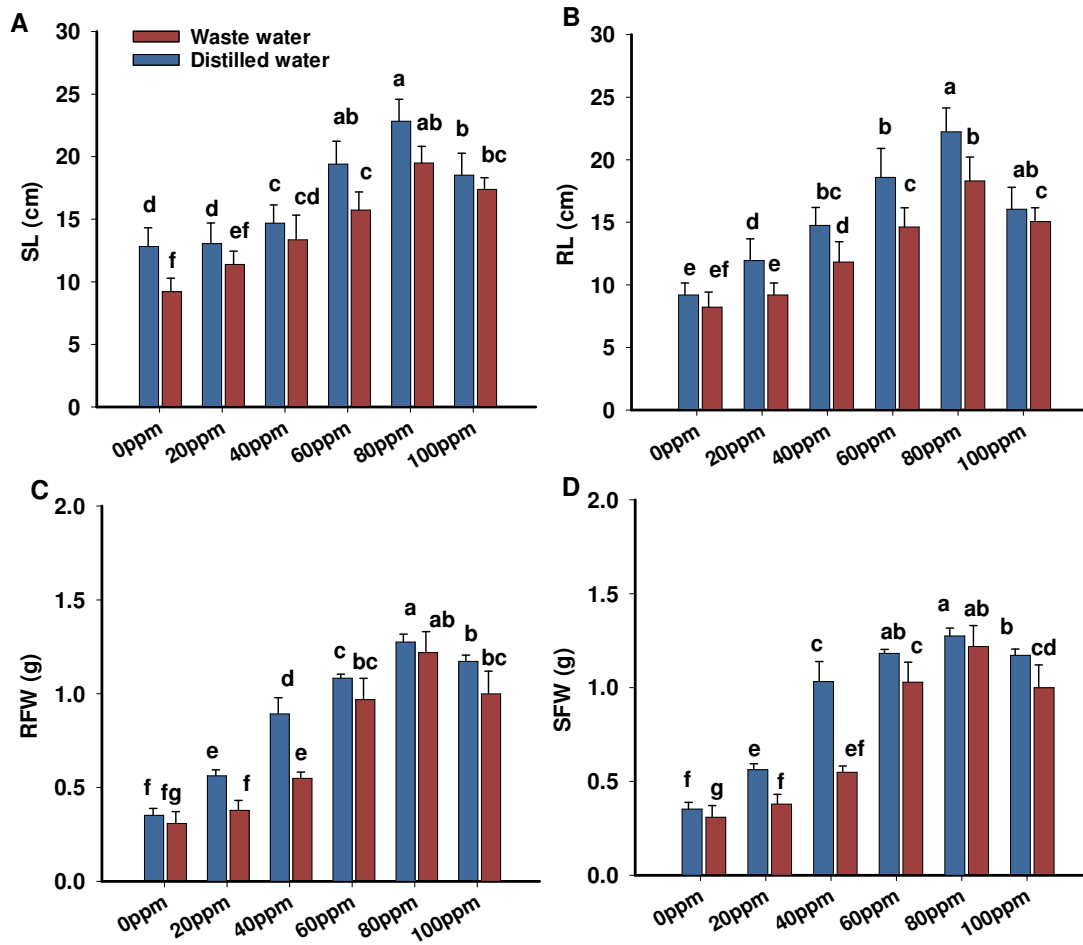 A
Waste water
Distilled water
SL (cm)
30
25
20
15
10
5
0
d f d ef c cd ab c a ab b bc
0ppm 20ppm 40ppm 60ppm 80ppm 100ppm
B
RL (cm)
30
25
20
15
10
5
0
e ef d e bc d b c a b ab c
0ppm 20ppm 40ppm 60ppm 80ppm 100ppm
C
RFW (g)
2.0
1.5
1.0
0.5
0.0
f fg e f d e c bc a ab b bc
0ppm 20ppm 40ppm 60ppm 80ppm 100ppm
D
SFW (g)
2.0
1.5
1.0
0.5
0.0
f g e f c ef ab c a ab b cd
0ppm 20ppm 40ppm 60ppm 80ppm 100ppm